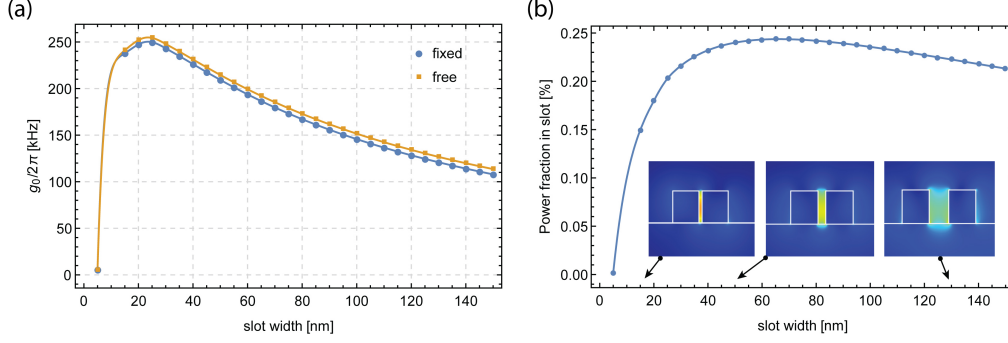 (a)
250
200
150
100
50
0
g₀/2π [kHz]
fixed
free
0 20 40 60 80 100 120 140
slot width [nm]
(b)
0.25
0.20
0.15
0.10
0.05
0.00
Power fraction in slot [%]
0 20 40 60 80 100 120 140
slot width [nm]